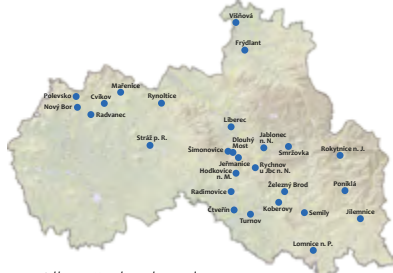 Višňová
Frýdlant
Mařenice
Polevsko
Cvikov
Rynoltice
Nový Bor
Radvanec
Liberec
Stráž p. R.
Dlouhý
Most
Jablonec
n. N.
Šimonovice
Smržovka
Rokytnice n. J.
Jeřmanice
Hodkovice
n. M.
Rychnov
u Jbc n. N.
Radimovice
Železný Brod
Poniklá
Čtveřín
Turnov
Koberovy
Semily
Jilemnice
Lomnice n. P.